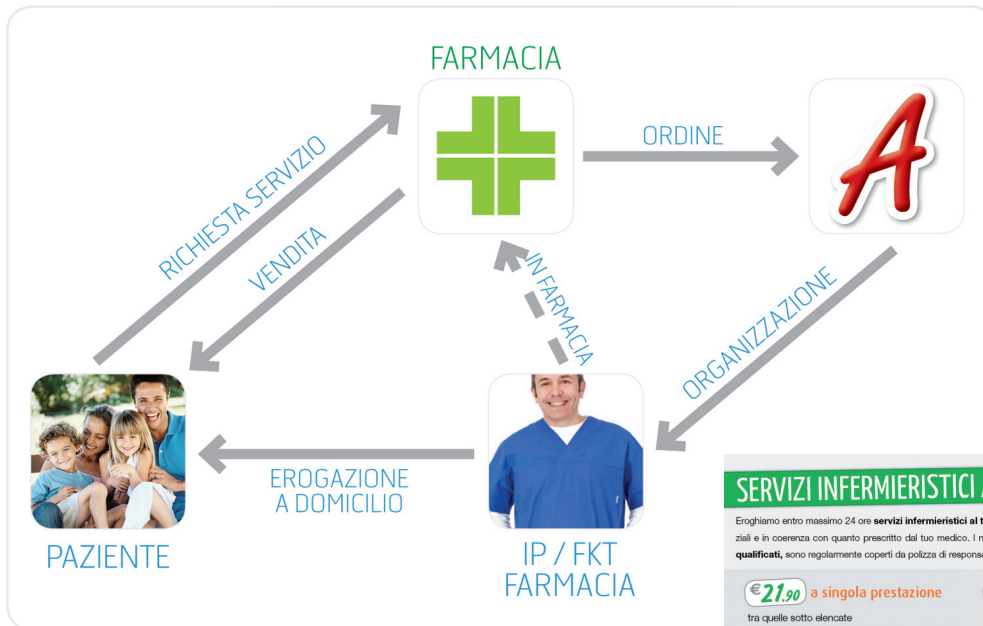 FARMACIA
A
ORDINE
RICHIESTA SERVIZIO
VENDITA
IN FARMACIA
ORGANIZZAZIONE
EROGAZIONE
A DOMICILIO
PAZIENTE
IP / FKT
FARMACIA
SERVIZI INFERMIERISTICI
Eroghiamo entro massimo 24 ore servizi infermieristici al
ziali e in coerenza con quanto prescritto dal tuo medico. I
qualificati, sono regolarmente coperti da polizza di
€21.90 a singola prestazione
tra quelle sotto elencate